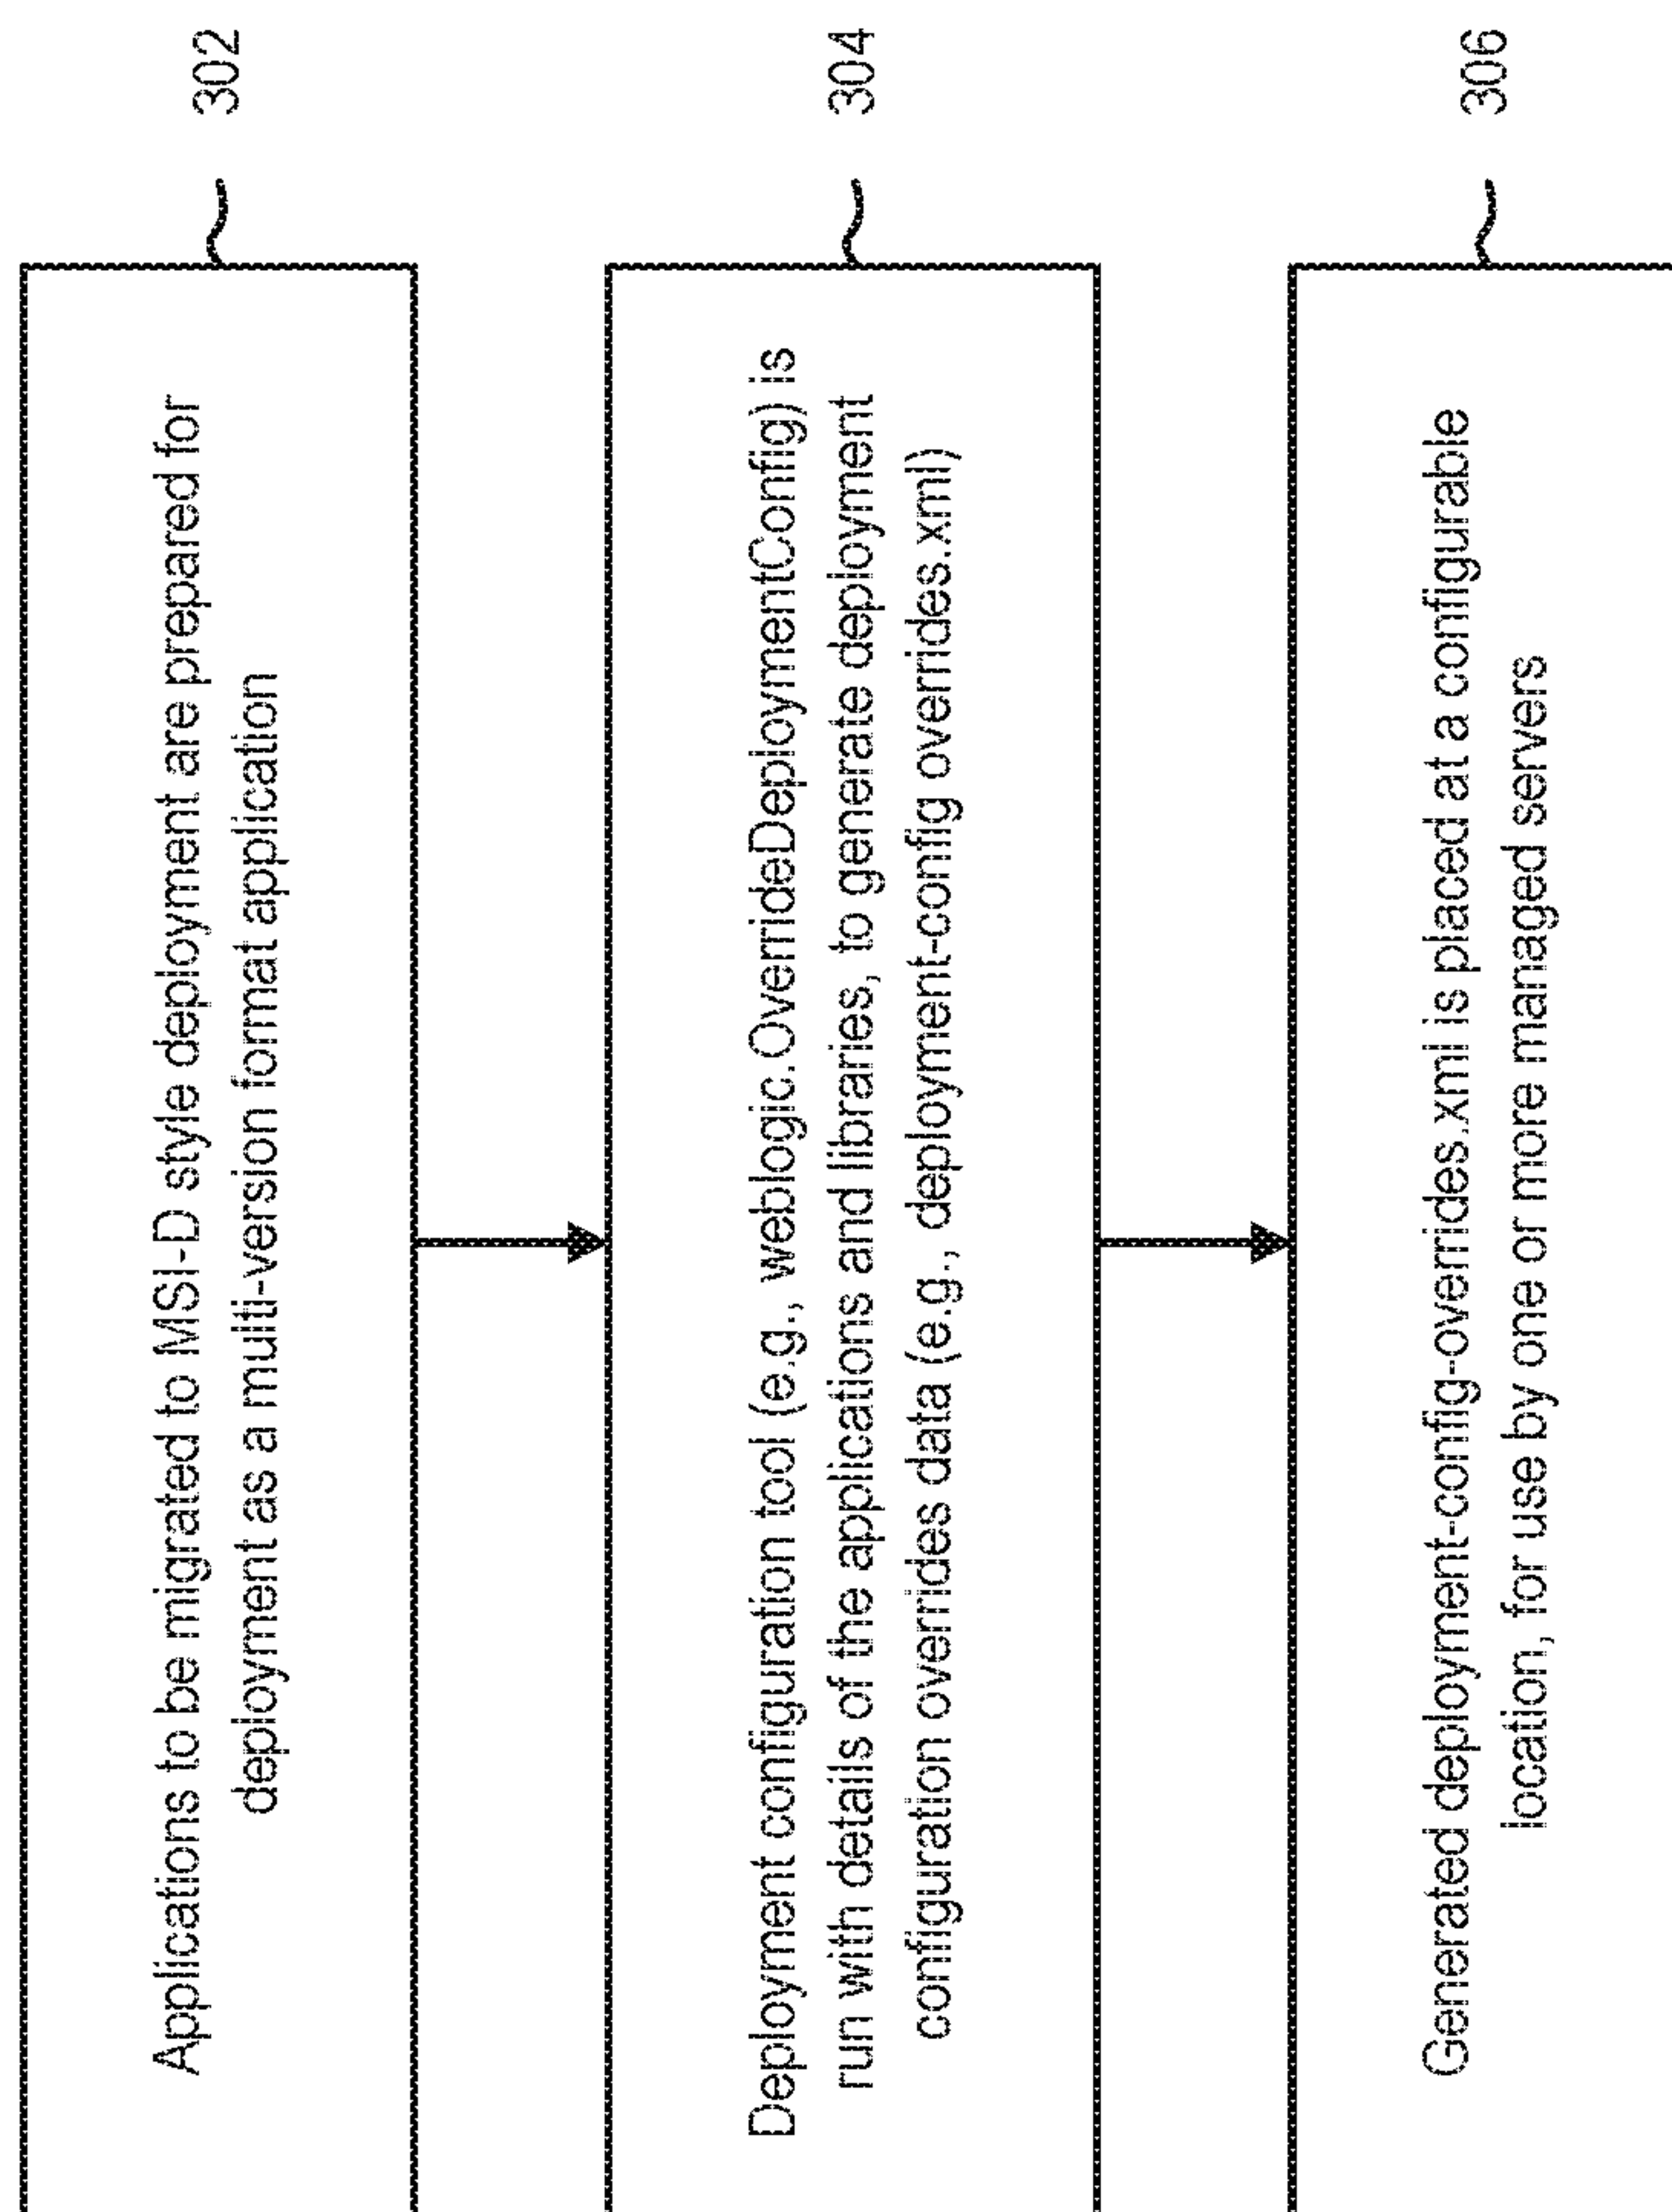 Applications to be migrated to MSI-D style deployment are prepared for
deployment as a multi-version format application
302
Deployment configuration tool (e.g., weblogic.OverrideDeploymentConfig) is
run with details of the applications and libraries, to generate deployment
configuration overrides data (e.g., deployment-config overrides.xml)
304
Generated deployment-config-overrides.xml is placed at a configurable
location, for use by one or more managed servers
306